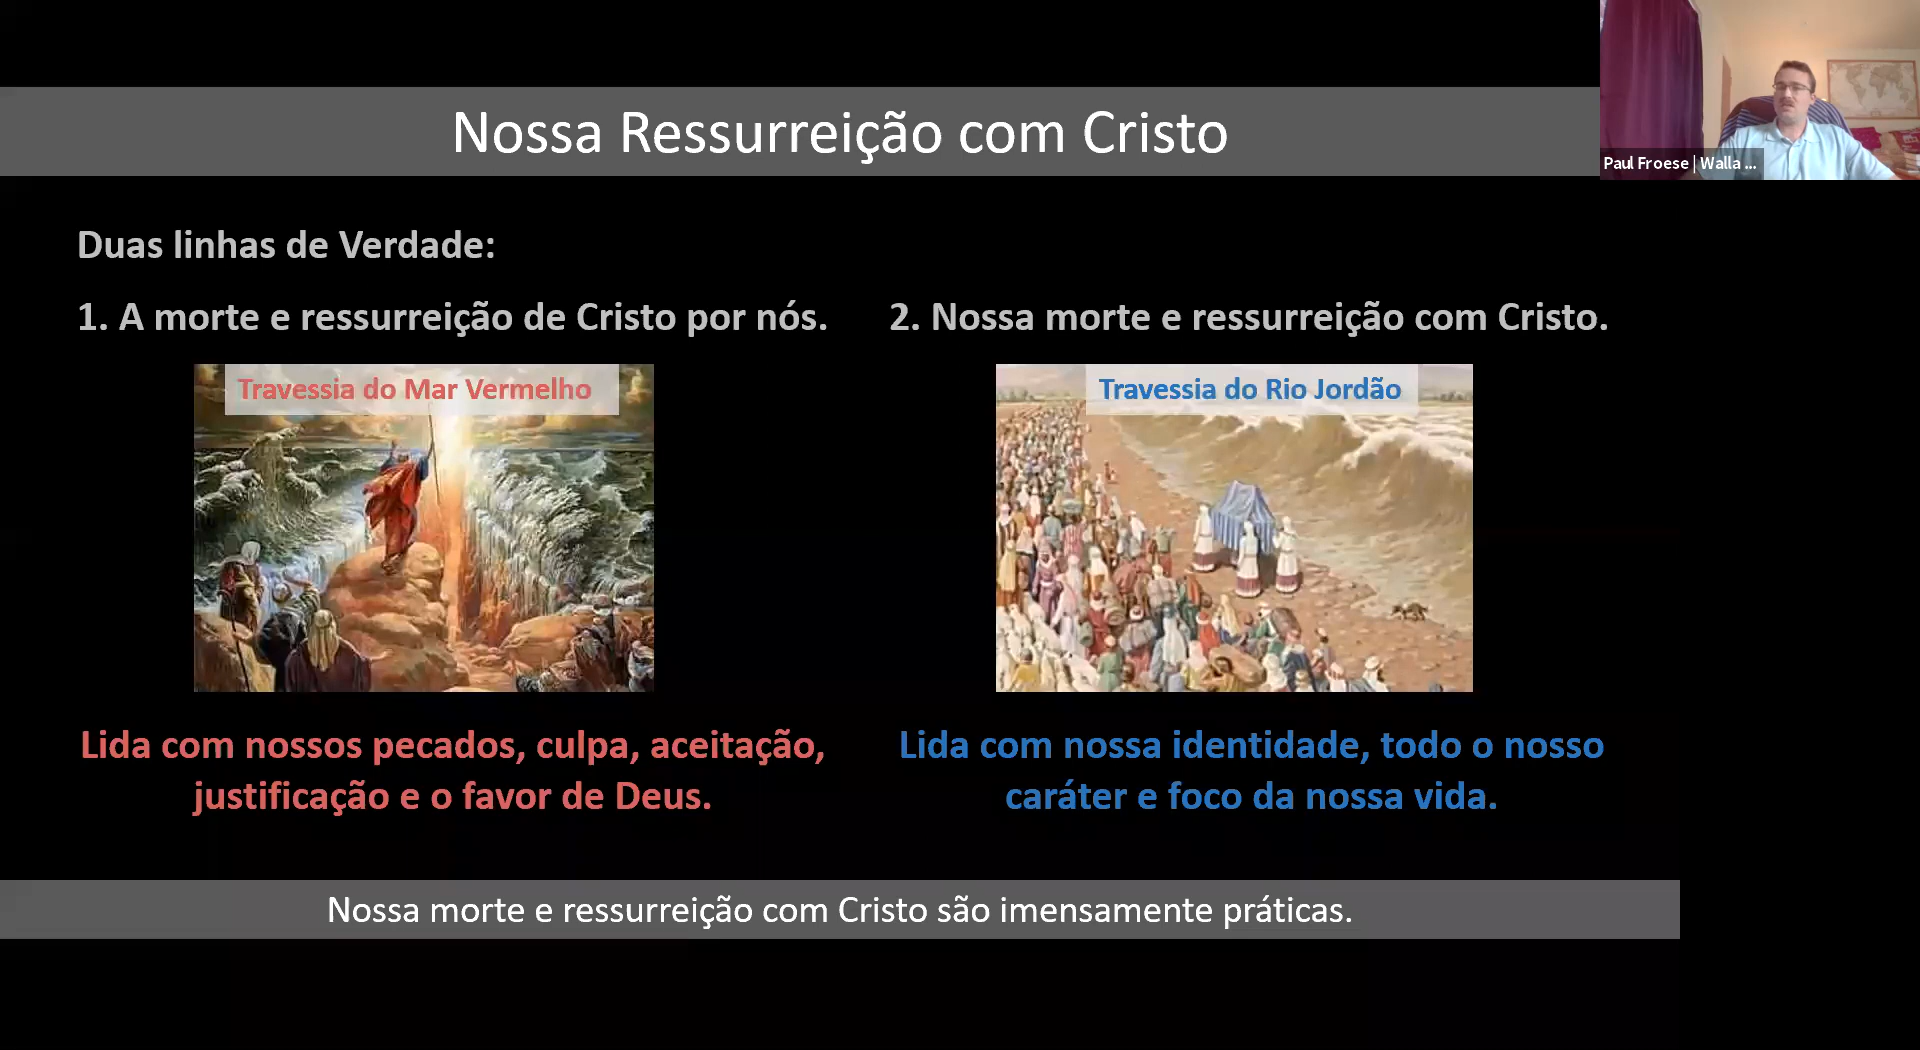 Nossa Ressurreição com Cristo
Paul Froese | Walla ...
Duas linhas de Verdade:
1. A morte e ressurreição de Cristo por nós.
2. Nossa morte e ressurreição com Cristo.
Travessia do Mar Vermelho
Travessia do Rio Jordão
Lida com nossos pecados, culpa, aceitação,
justificação e o favor de Deus.
Lida com nossa identidade, todo o nosso
caráter e foco da nossa vida.
Nossa morte e ressurreição com Cristo são imensamente práticas.